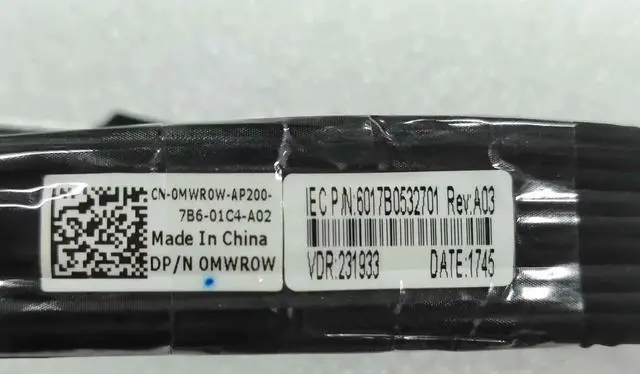 CN-0MWR0W-AP200-
7B6-01C4-A02
Made In China
DP/N 0MWR0W
IEC P/N:6017B0532701 Rev:A03
VDR:231933 DATE:1745